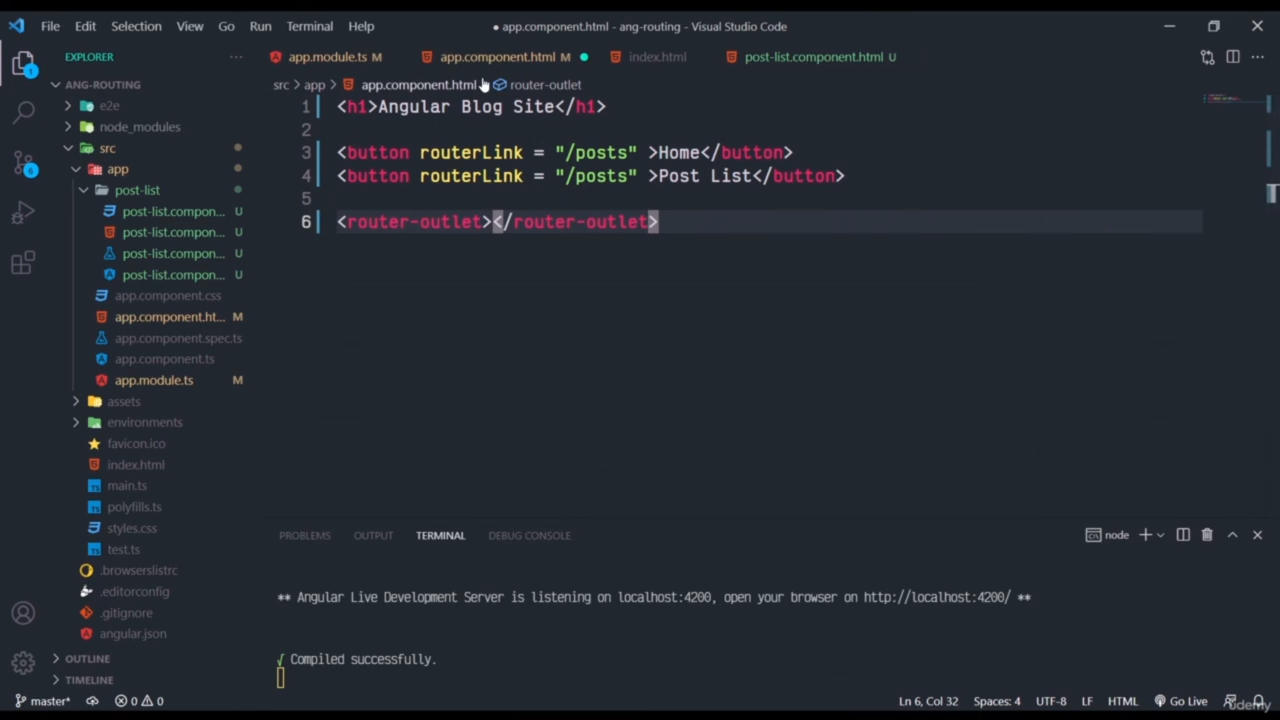 File Edit Selection View Go Run Terminal Help
● app.component.html - ang-routing - Visual Studio Code
EXPLORER ···
app.module.ts M
app.component.html M
index.html
post-list.component.html U
ANG-ROUTING
src > app > app.component.html > router-outlet
e2e
node_modules
src
app
post-list
post-list.compon... U
post-list.compon... U
post-list.compon... U
post-list.compon... U
app.component.css
app.component.ht... M
app.component.spec.ts
app.component.ts
app.module.ts M
assets
environments
favicon.ico
index.html
main.ts
polyfills.ts
styles.css
test.ts
.browserslistrc
.editorconfig
.gitignore
angular.json
OUTLINE
TIMELINE
1 <h1>Angular Blog Site</h1>
2
3 <button routerLink = "/posts" >Home</button>
4 <button routerLink = "/posts" >Post List</button>
5
6 <router-outlet></router-outlet>
PROBLEMS OUTPUT TERMINAL DEBUG CONSOLE
node
** Angular Live Development Server is listening on localhost:4200, open your browser on http://localhost:4200/ **
√ Compiled successfully.
1
6
master* 0 0
Ln 6, Col 32 Spaces: 4 UTF-8 LF HTML Go Live
udemy